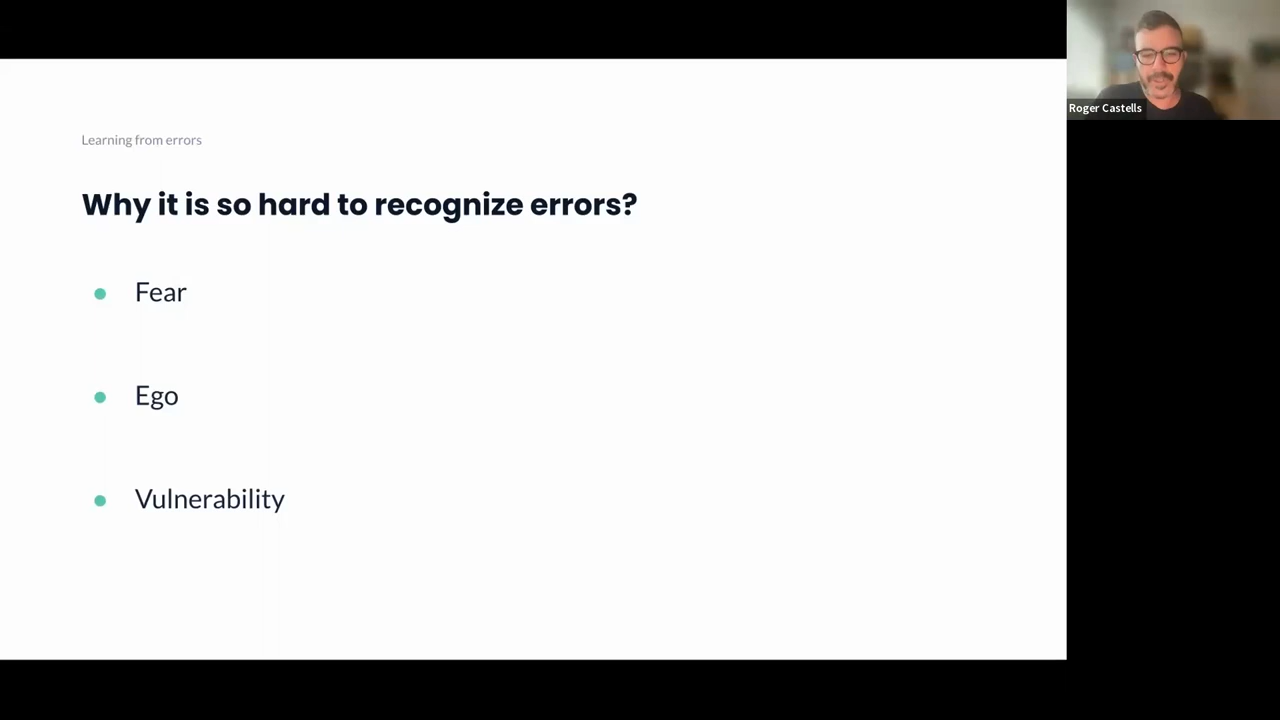 Learning from errors
Why it is so hard to recognize errors?
Fear
Ego
Vulnerability
Roger Castells